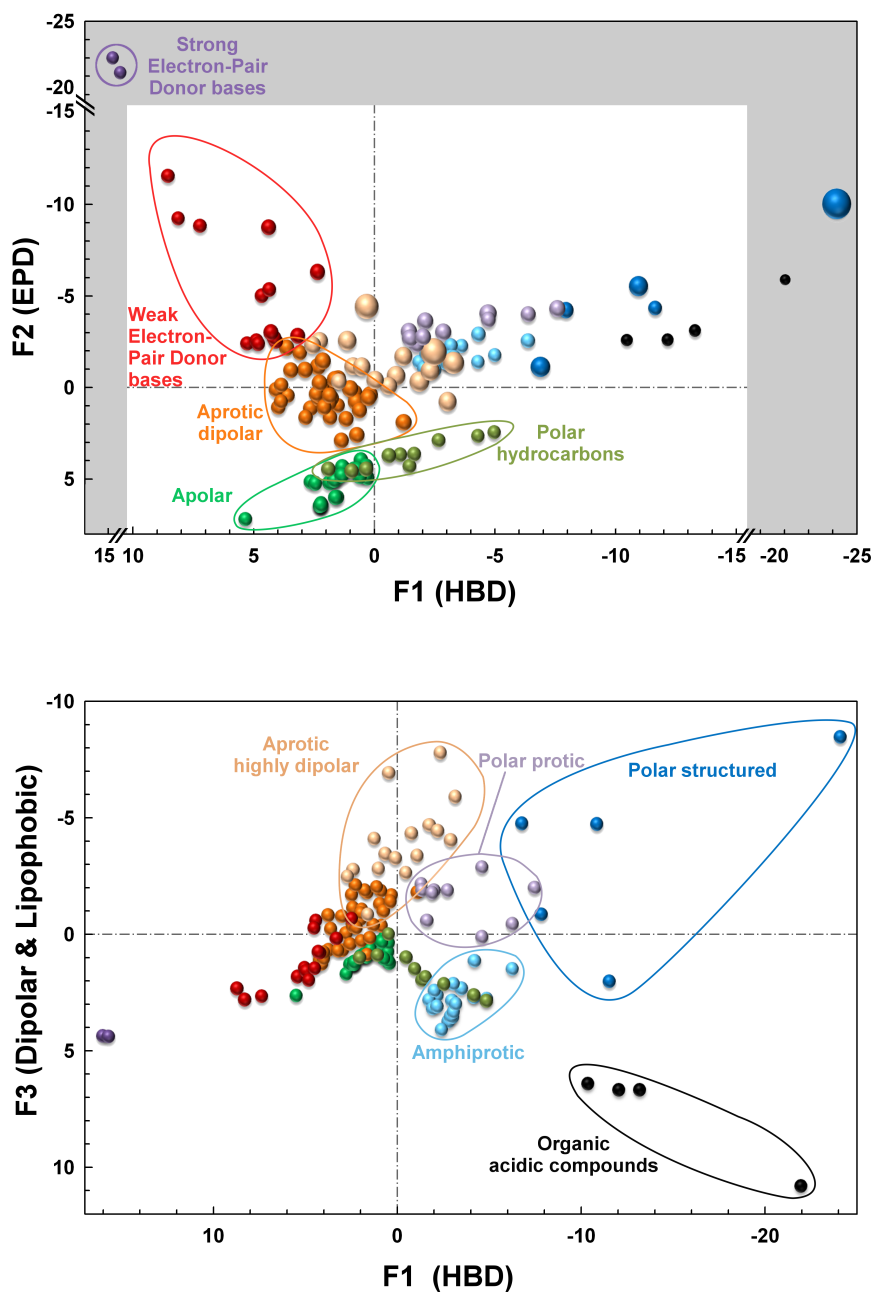 -25
-20
-15
-10
-5
0
5
F2 (EPD)
Strong
Electron-Pair
Donor bases
Weak
Electron-
Pair Donor
bases
Aprotic
dipolar
Polar
hydrocarbons
Apolar
15 10 5 0 -5 -10 -15 -20 -25
F1 (HBD)
-10
-5
0
5
10
F3 (Dipolar & Lipophobic)
Aprotic
highly dipolar
Polar protic
Polar structured
Amphiprotic
Organic
acidic compounds
10 0 -10 -20
F1 (HBD)